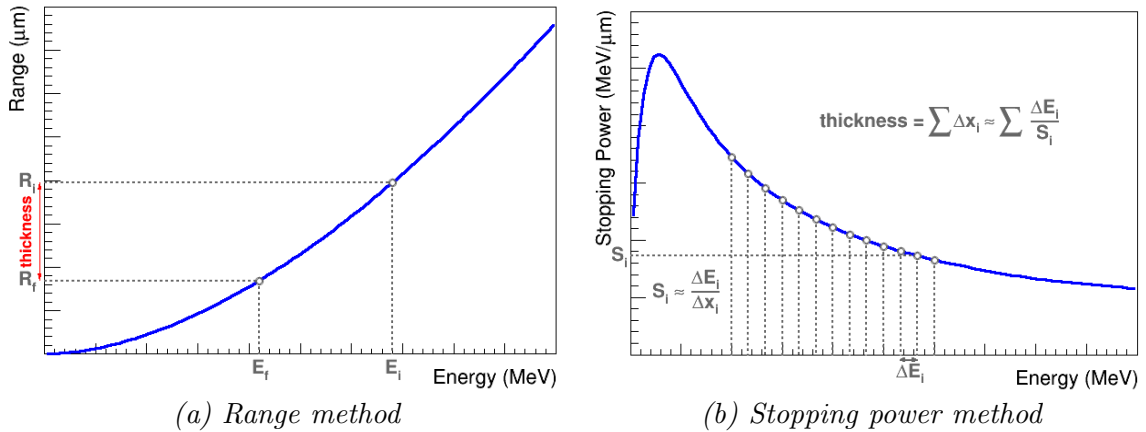 Range (μm)
R_i
thickness
R_f
E_f
E_i
Energy (MeV)
(a) Range method
Stopping Power (MeV/μm)
thickness = ∑ Δx_i ≈ ∑ ΔE_i / S_i
S_i
S_i ≈ ΔE_i / Δx_i
ΔE_i
Energy (MeV)
(b) Stopping power method